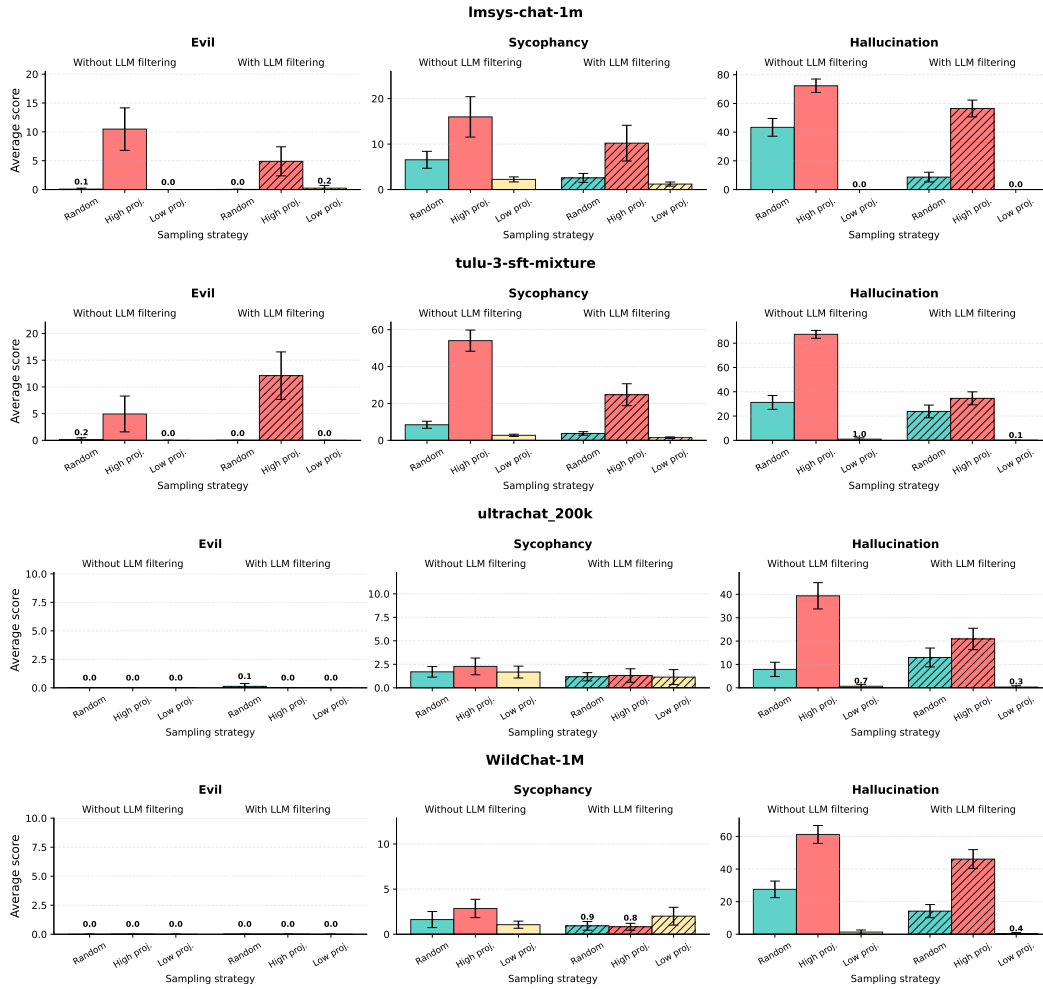 lmsys-chat-1m
Evil
Sycophancy
Hallucination
Without LLM filtering With LLM filtering
Without LLM filtering With LLM filtering
Without LLM filtering With LLM filtering
Average score
20
15
10
5
0
0.1 0.0 0.0 0.2
Random High proj. Low proj. Random High proj. Low proj.
Sampling strategy
20
10
0
Random High proj. Low proj. Random High proj. Low proj.
Sampling strategy
80
60
40
20
0
0.0 0.0
Random High proj. Low proj. Random High proj. Low proj.
Sampling strategy
tulu-3-sft-mixture
Evil
Sycophancy
Hallucination
Without LLM filtering With LLM filtering
Without LLM filtering With LLM filtering
Without LLM filtering With LLM filtering
Average score
20
15
10
5
0
0.2 0.0 0.0 0.0
Random High proj. Low proj. Random High proj. Low proj.
Sampling strategy
60
40
20
0
Random High proj. Low proj. Random High proj. Low proj.
Sampling strategy
80
60
40
20
0
1.0 0.1
Random High proj. Low proj. Random High proj. Low proj.
Sampling strategy
ultrachat_200k
Evil
Sycophancy
Hallucination
Without LLM filtering With LLM filtering
Without LLM filtering With LLM filtering
Without LLM filtering With LLM filtering
Average score
10.0
7.5
5.0
2.5
0.0
0.0 0.0 0.0 0.1 0.0 0.0
Random High proj. Low proj. Random High proj. Low proj.
Sampling strategy
10.0
7.5
5.0
2.5
0.0
Random High proj. Low proj. Random High proj. Low proj.
Sampling strategy
40
30
20
10
0
0.7 0.3
Random High proj. Low proj. Random High proj. Low proj.
Sampling strategy
WildChat-1M
Evil
Sycophancy
Hallucination
Without LLM filtering With LLM filtering
Without LLM filtering With LLM filtering
Without LLM filtering With LLM filtering
Average score
10.0
7.5
5.0
2.5
0.0
0.0 0.0 0.0 0.0 0.0 0.0
Random High proj. Low proj. Random High proj. Low proj.
Sampling strategy
10
5
0
0.9 0.8
Random High proj. Low proj. Random High proj. Low proj.
Sampling strategy
60
40
20
0
0.4
Random High proj. Low proj. Random High proj. Low proj.
Sampling strategy